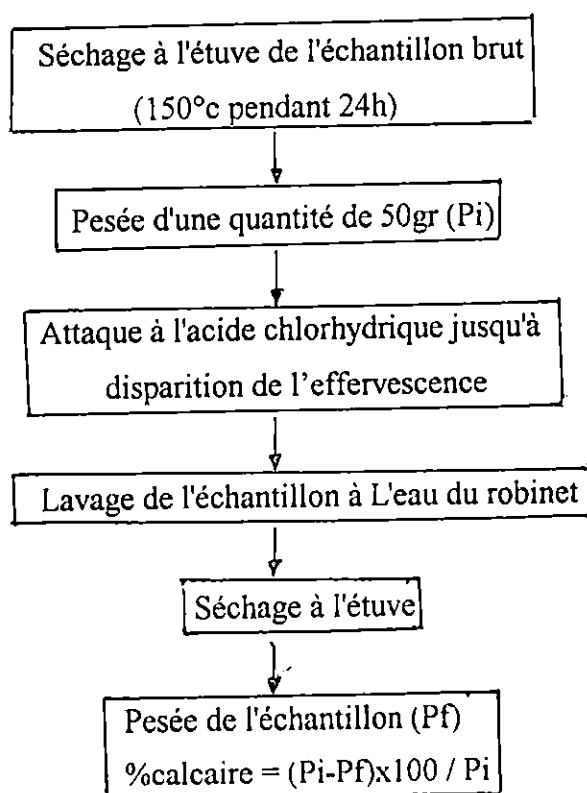 Séchage à l'étuve de l'échantillon brut
(150°c pendant 24h)
Pesée d'une quantité de 50gr (Pi)
Attaque à l'acide chlorhydrique jusqu'à
disparition de l'effervescence
Lavage de l'échantillon à L'eau du robinet
Séchage à l'étuve
Pesée de l'échantillon (Pf)
%calcaire = (Pi-Pf)x100 / Pi